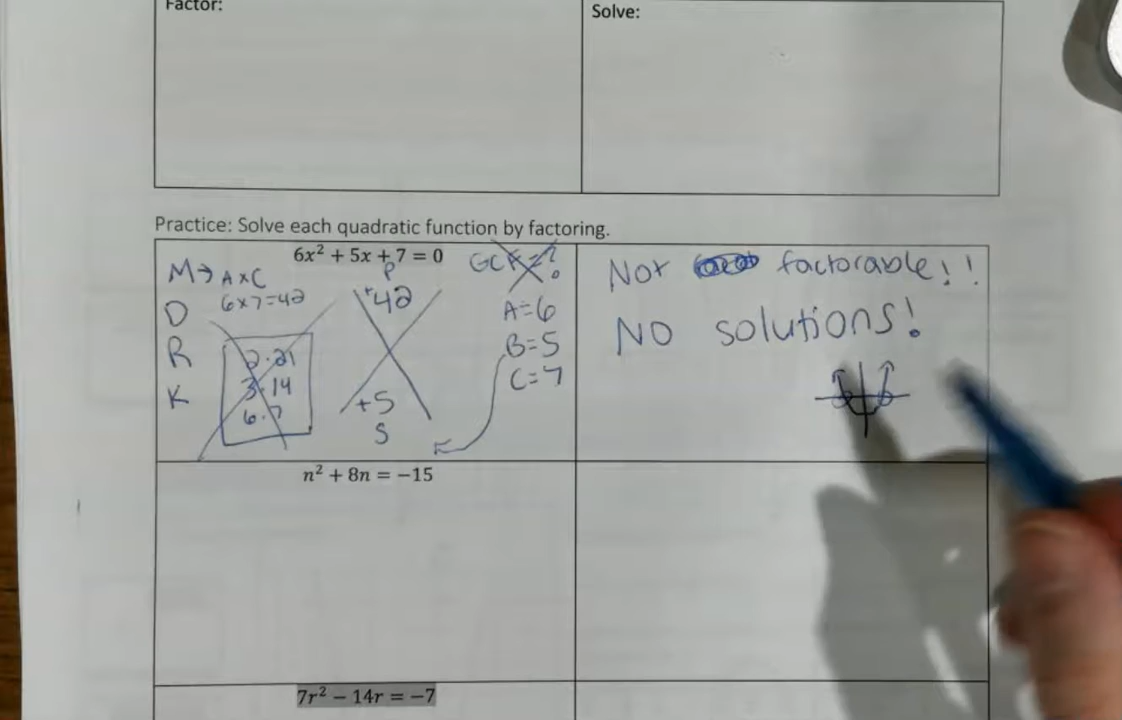 Factor:
Solve:
Practice: Solve each quadratic function by factoring.
6x² + 5x + 7 = 0
GCF=?
M→ A×C
6×7=42
D
R
K
2·21
3·14
6·7
P
+42
+5
S
A=6
B=5
C=7
Not factorable!!
NO solutions!
n² + 8n = −15
7r² − 14r = −7